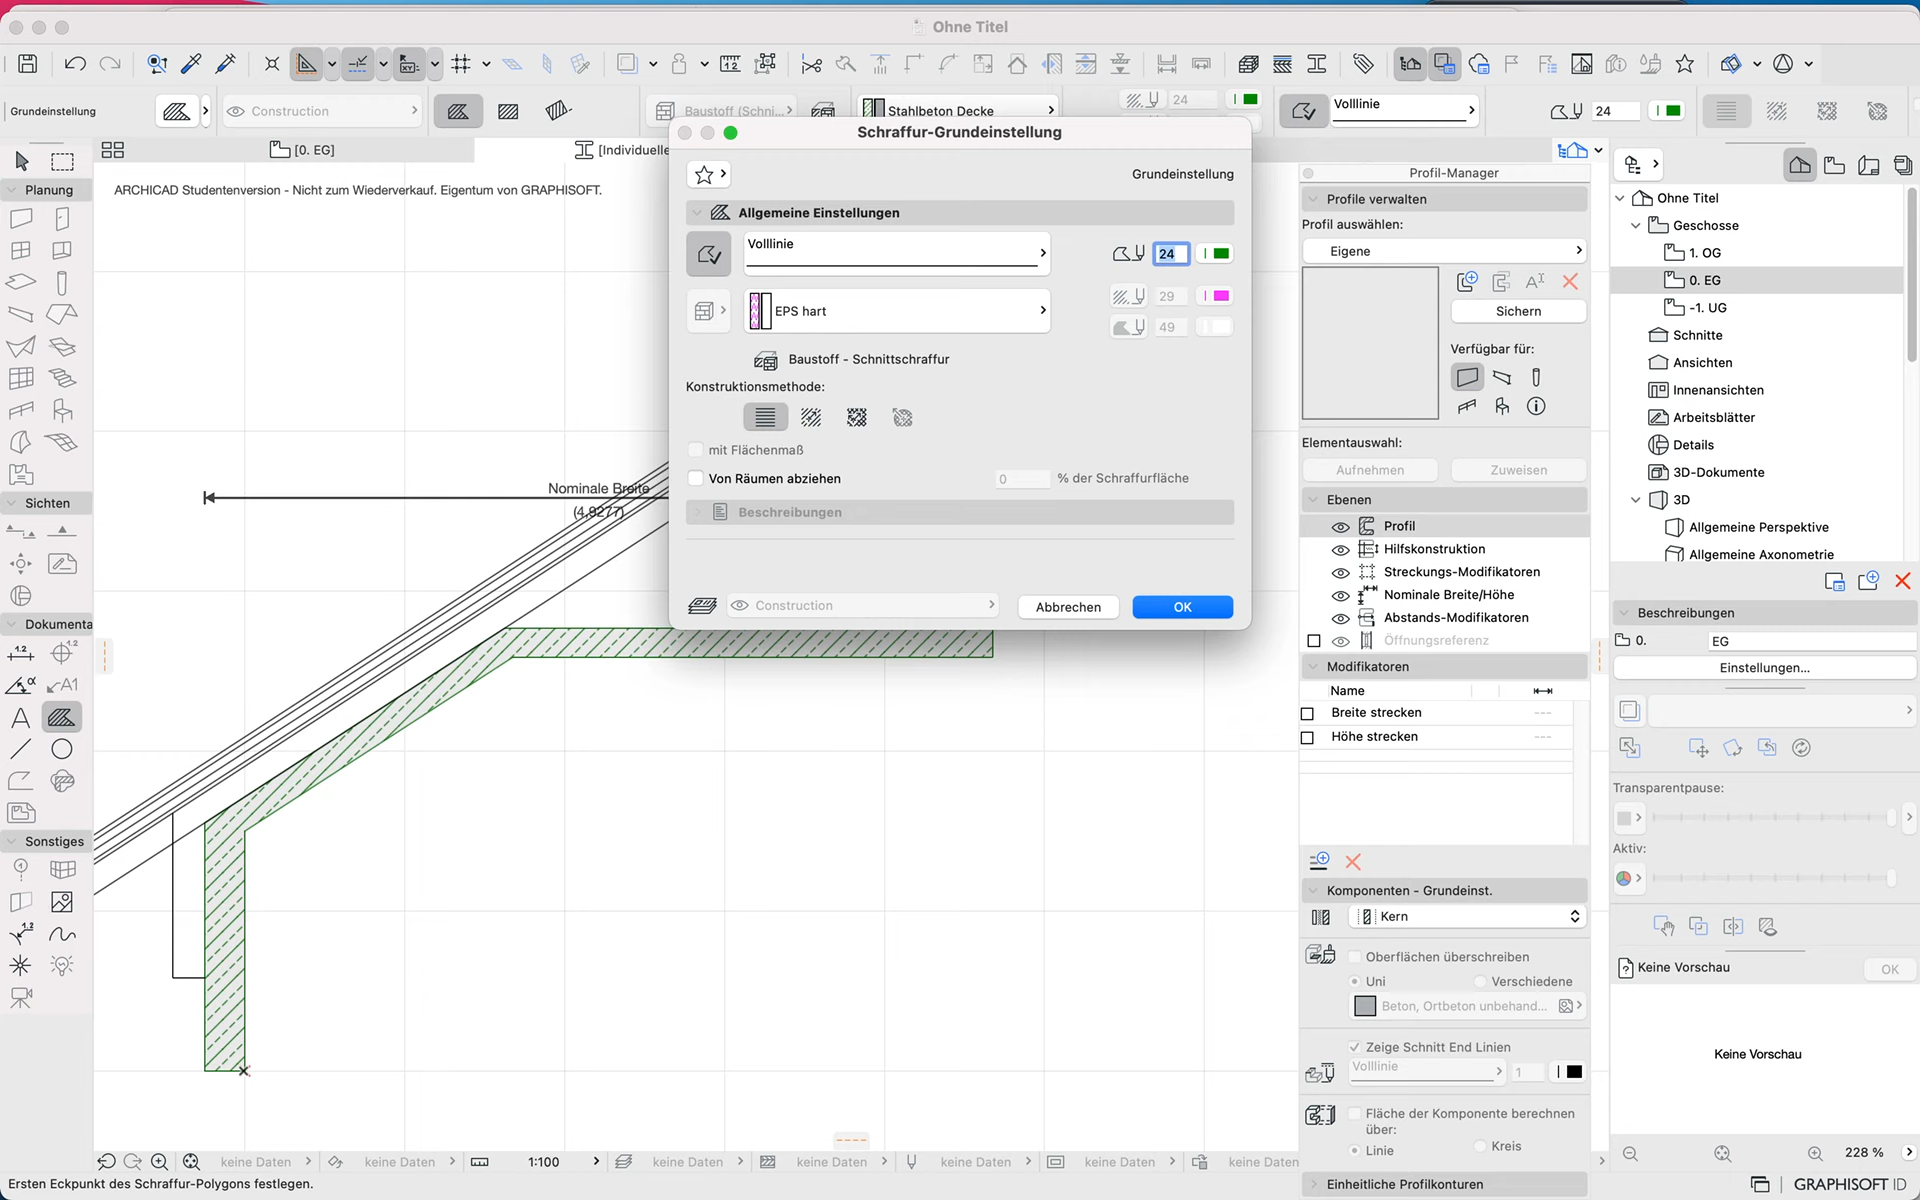 Ohne Titel
Grundeinstellung
Construction
Baustoff (Schni...
Stahlbeton Decke
24
Volllinie
24
[0. EG]
[Individuelle
ARCHICAD Studentenversion - Nicht zum Wiederverkauf. Eigentum von GRAPHISOFT.
Planung
Sichten
Dokumenta
Sonstiges
Nominale Breite
(4,8277)
Schraffur-Grundeinstellung
Grundeinstellung
Allgemeine Einstellungen
Volllinie
24
EPS hart
29
49
Baustoff - Schnittschraffur
Konstruktionsmethode:
mit Flächenmaß
Von Räumen abziehen
0
% der Schraffurfläche
Beschreibungen
Construction
Abbrechen
OK
Profil-Manager
Profile verwalten
Profil auswählen:
Eigene
Sichern
Verfügbar für:
Elementauswahl:
Aufnehmen
Zuweisen
Ebenen
Profil
Hilfskonstruktion
Streckungs-Modifikatoren
Nominale Breite/Höhe
Abstands-Modifikatoren
Öffnungsreferenz
Modifikatoren
Name
Breite strecken
---
Höhe strecken
---
Komponenten - Grundeinst.
Kern
Oberflächen überschreiben
Uni
Verschiedene
Beton, Ortbeton unbehand...
Zeige Schnitt End Linien
Volllinie
1
Fläche der Komponente berechnen
über:
Linie
Kreis
Einheitliche Profilkonturen
Ohne Titel
Geschosse
1. OG
0. EG
-1. UG
Schnitte
Ansichten
Innenansichten
Arbeitsblätter
Details
3D-Dokumente
3D
Allgemeine Perspektive
Allgemeine Axonometrie
Beschreibungen
0.
EG
Einstellungen...
Transparentpause:
Aktiv:
Keine Vorschau
OK
Keine Vorschau
228 %
keine Daten
keine Daten
1:100
keine Daten
keine Daten
keine Daten
keine Daten
keine Daten
Ersten Eckpunkt des Schraffur-Polygons festlegen.
GRAPHISOFT ID